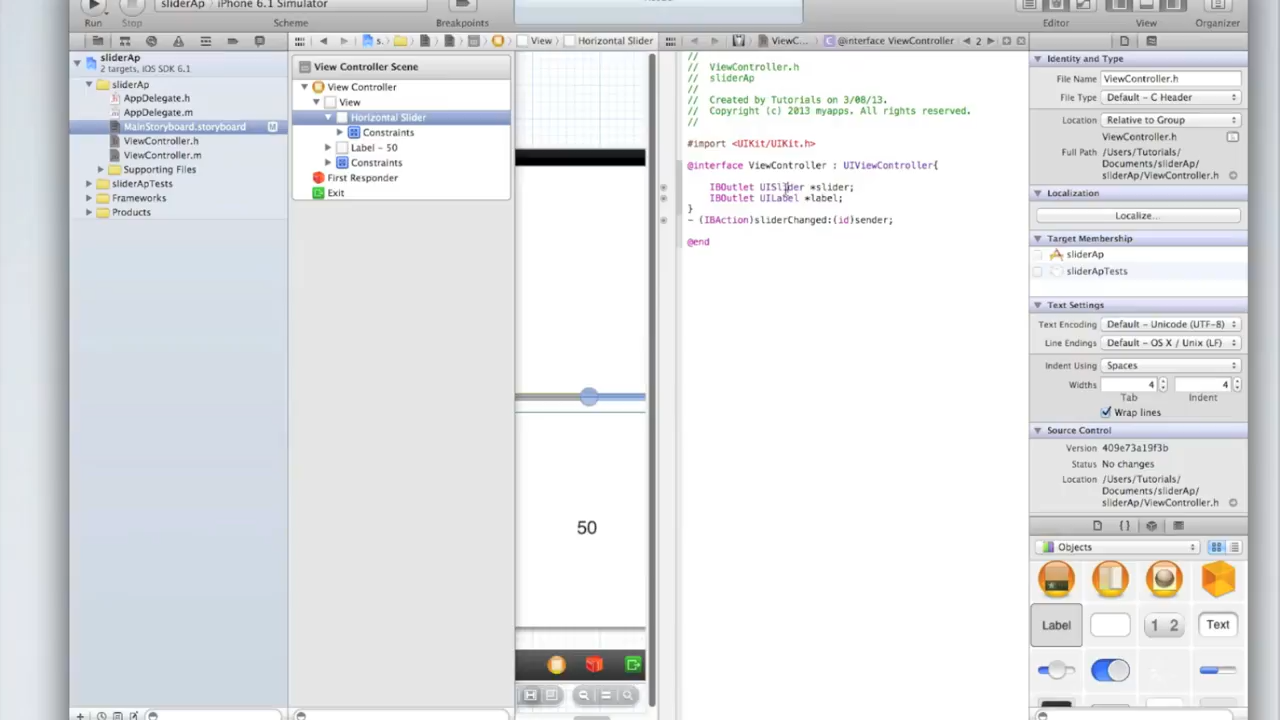 sliderAp
iPhone 6.1 Simulator
Run
Stop
Scheme
Breakpoints
Editor
View
Organizer
s.
View
Horizontal Slider
ViewC...
@interface ViewController
2
sliderAp
2 targets, iOS SDK 6.1
sliderAp
AppDelegate.h
AppDelegate.m
MainStoryboard.storyboard
M
ViewController.h
ViewController.m
Supporting Files
sliderApTests
Frameworks
Products
View Controller Scene
View Controller
View
Horizontal Slider
Constraints
Label - 50
Constraints
First Responder
Exit
50
//
//  ViewController.h
//  sliderAp
//
//  Created by Tutorials on 3/08/13.
//  Copyright (c) 2013 myapps. All rights reserved.
//
#import <UIKit/UIKit.h>
@interface ViewController : UIViewController{
IBOutlet UISlider *slider;
IBOutlet UILabel *label;
}
- (IBAction)sliderChanged:(id)sender;
@end
Identity and Type
File Name ViewController.h
File Type Default - C Header
Location Relative to Group
ViewController.h
Full Path /Users/Tutorials/
Documents/sliderAp/
sliderAp/ViewController.h
Localization
Localize...
Target Membership
sliderAp
sliderApTests
Text Settings
Text Encoding Default - Unicode (UTF-8)
Line Endings Default - OS X / Unix (LF)
Indent Using Spaces
Widths 4 4
Tab Indent
Wrap lines
Source Control
Version 409e73a19f3b
Status No changes
Location /Users/Tutorials/
Documents/sliderAp/
sliderAp/ViewController.h
{ }
Objects
Label
1 2
Text